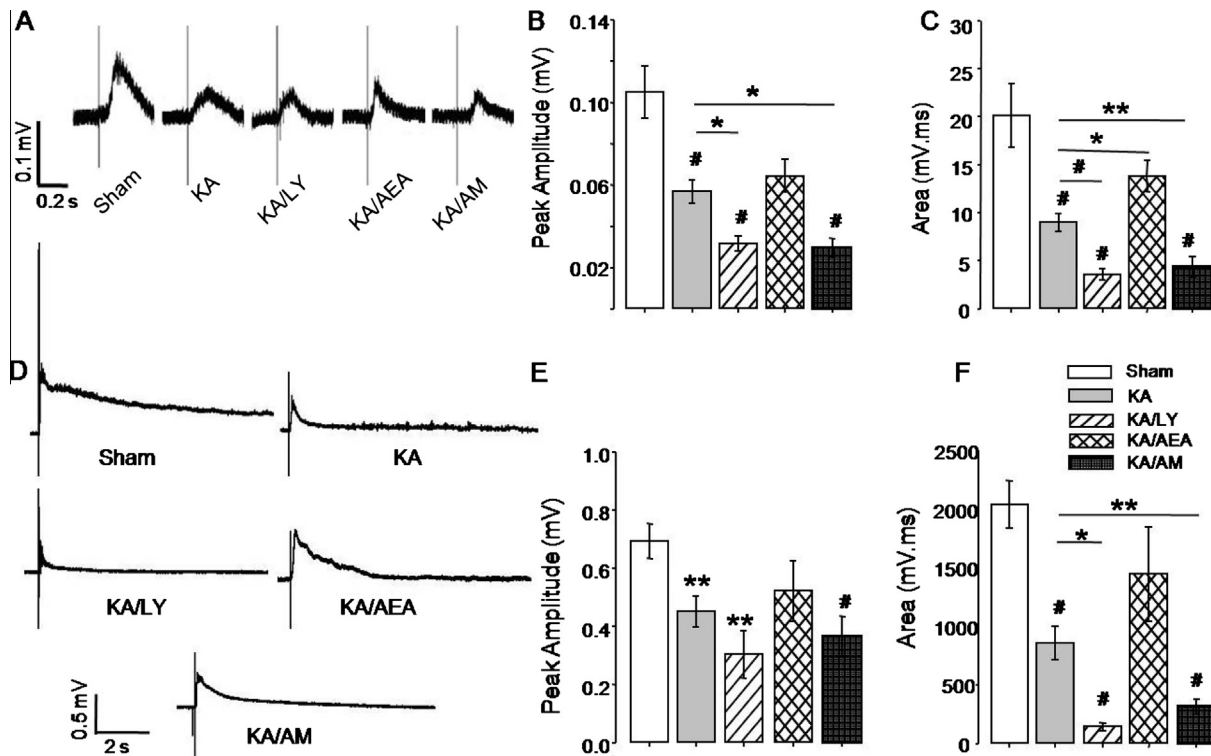 A
0.1 mV
0.2 s
Sham
KA
KA/LY
KA/AEA
KA/AM
B
Peak Amplitude (mV)
0.14
0.10
0.06
0.02
#
#
#
*
*
C
Area (mV.ms)
30
25
20
15
10
5
0
#
#
#
#
*
**
D
Sham
KA
KA/LY
KA/AEA
KA/AM
0.5 mV
2 s
E
Peak Amplitude (mV)
1.0
0.8
0.6
0.4
0.2
0.0
**
**
#
F
Sham
KA
KA/LY
KA/AEA
KA/AM
Area (mV.ms)
2500
2000
1500
1000
500
0
#
#
#
*
**